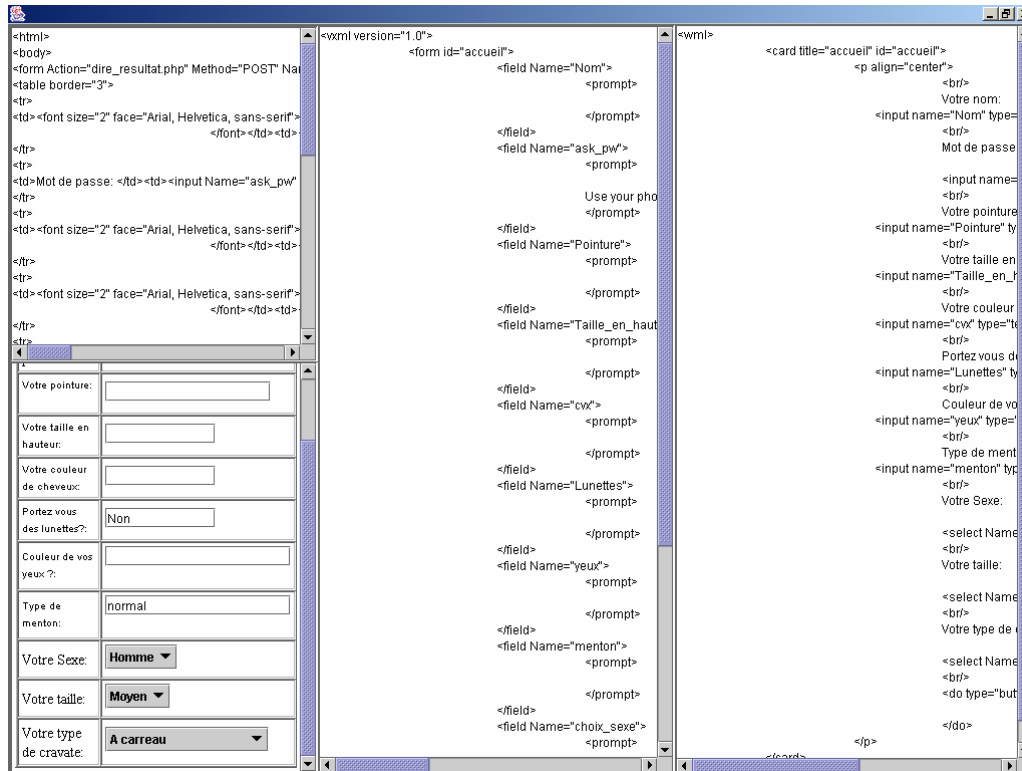 <html>
<body>
<form Action="dire_resultat.php" Method="POST" Na
<table border="3">
<tr>
<td><font size="2" face="Arial, Helvetica, sans-serif">
</font></td><td>
</tr>
<tr>
<td>Mot de passe: </td><td><input Name="ask_pw"
</tr>
<tr>
<td><font size="2" face="Arial, Helvetica, sans-serif">
</font></td><td>
</tr>
<tr>
<td><font size="2" face="Arial, Helvetica, sans-serif">
</font></td><td>
</tr>
<tr>
Votre pointure:
Votre taille en
hauteur:
Votre couleur
de cheveux:
Portez vous
des lunettes?:
Non
Couleur de vos
yeux ?:
Type de
menton:
normal
Votre Sexe:
Homme
Votre taille:
Moyen
Votre type
de cravate:
A carreau
<vxml version="1.0">
<form id="accueil">
<field Name="Nom">
<prompt>
</prompt>
</field>
<field Name="ask_pw">
<prompt>
Use your pho
</prompt>
</field>
<field Name="Pointure">
<prompt>
</prompt>
</field>
<field Name="Taille_en_haut
<prompt>
</prompt>
</field>
<field Name="cvx">
<prompt>
</prompt>
</field>
<field Name="Lunettes">
<prompt>
</prompt>
</field>
<field Name="yeux">
<prompt>
</prompt>
</field>
<field Name="menton">
<prompt>
</prompt>
</field>
<field Name="choix_sexe">
<prompt>
<wml>
<card title="accueil" id="accueil">
<p align="center">
<br/>
Votre nom:
<input name="Nom" type=
<br/>
Mot de passe
<input name=
<br/>
Votre pointure
<input name="Pointure" ty
<br/>
Votre taille en
<input name="Taille_en_h
<br/>
Votre couleur
<input name="cvx" type="te
<br/>
Portez vous de
<input name="Lunettes" ty
<br/>
Couleur de vo
<input name="yeux" type="
<br/>
Type de ment
<input name="menton" typ
<br/>
Votre Sexe:
<select Name
<br/>
Votre taille:
<select Name
<br/>
Votre type de
<select Name
<br/>
<do type="but
</do>
</p>
</card>